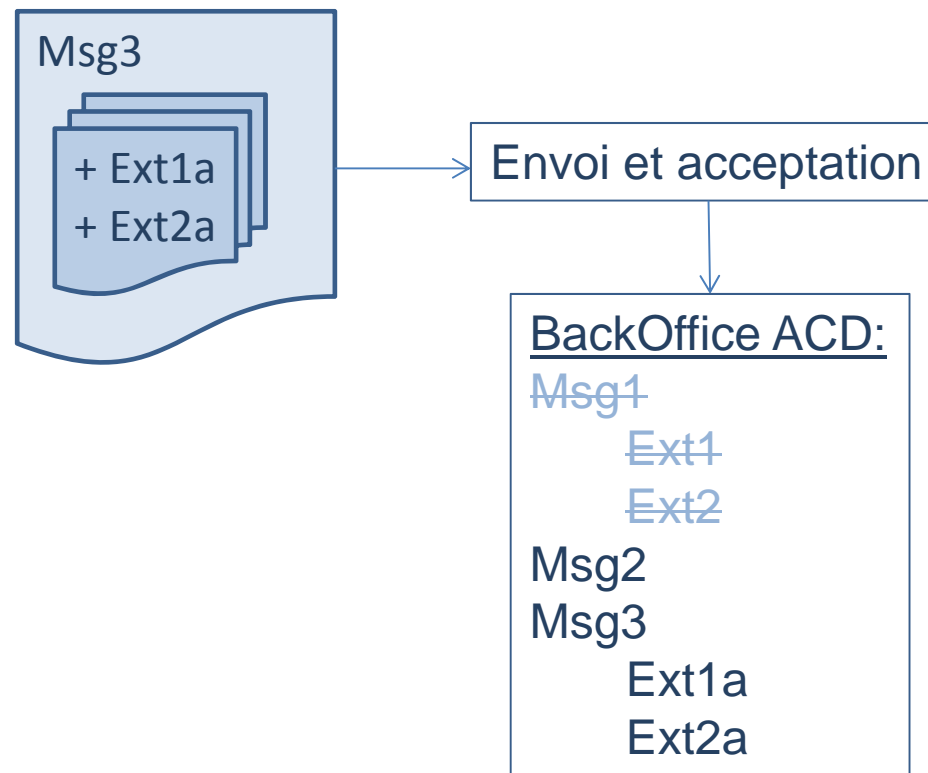 Msg3
+ Ext1a
+ Ext2a
Envoi et acceptation
BackOffice ACD:
Msg1
Ext1
Ext2
Msg2
Msg3
Ext1a
Ext2a